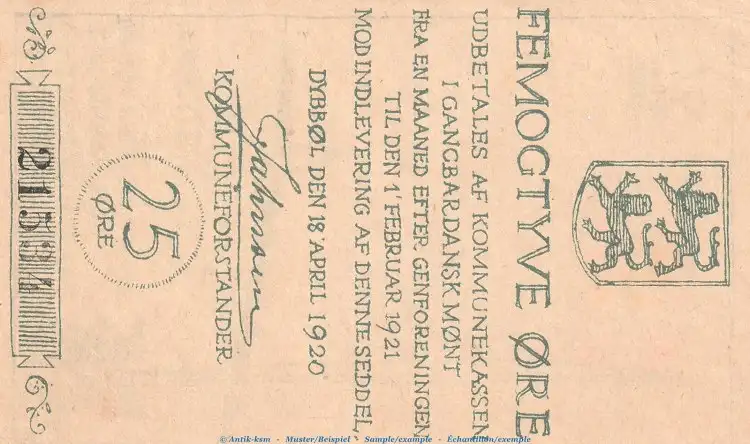 FEMOGTYVE ØRE
UDBETALES AF KOMMUNEKASSEN
I GANGBAR DANSK MØNT
FRA EN MAANED EFTER GENFORENINGEN
TIL DEN 1' FEBRUAR 1921
MOD INDLEVERING AF DENNE SEDDEL
DYBBØL DEN 18' APRIL 1920
KOMMUNEFORSTANDER
25
ØRE
21534
©Antik-ksm - Muster/Beispiel - Sample/example - Échantillon/exemple